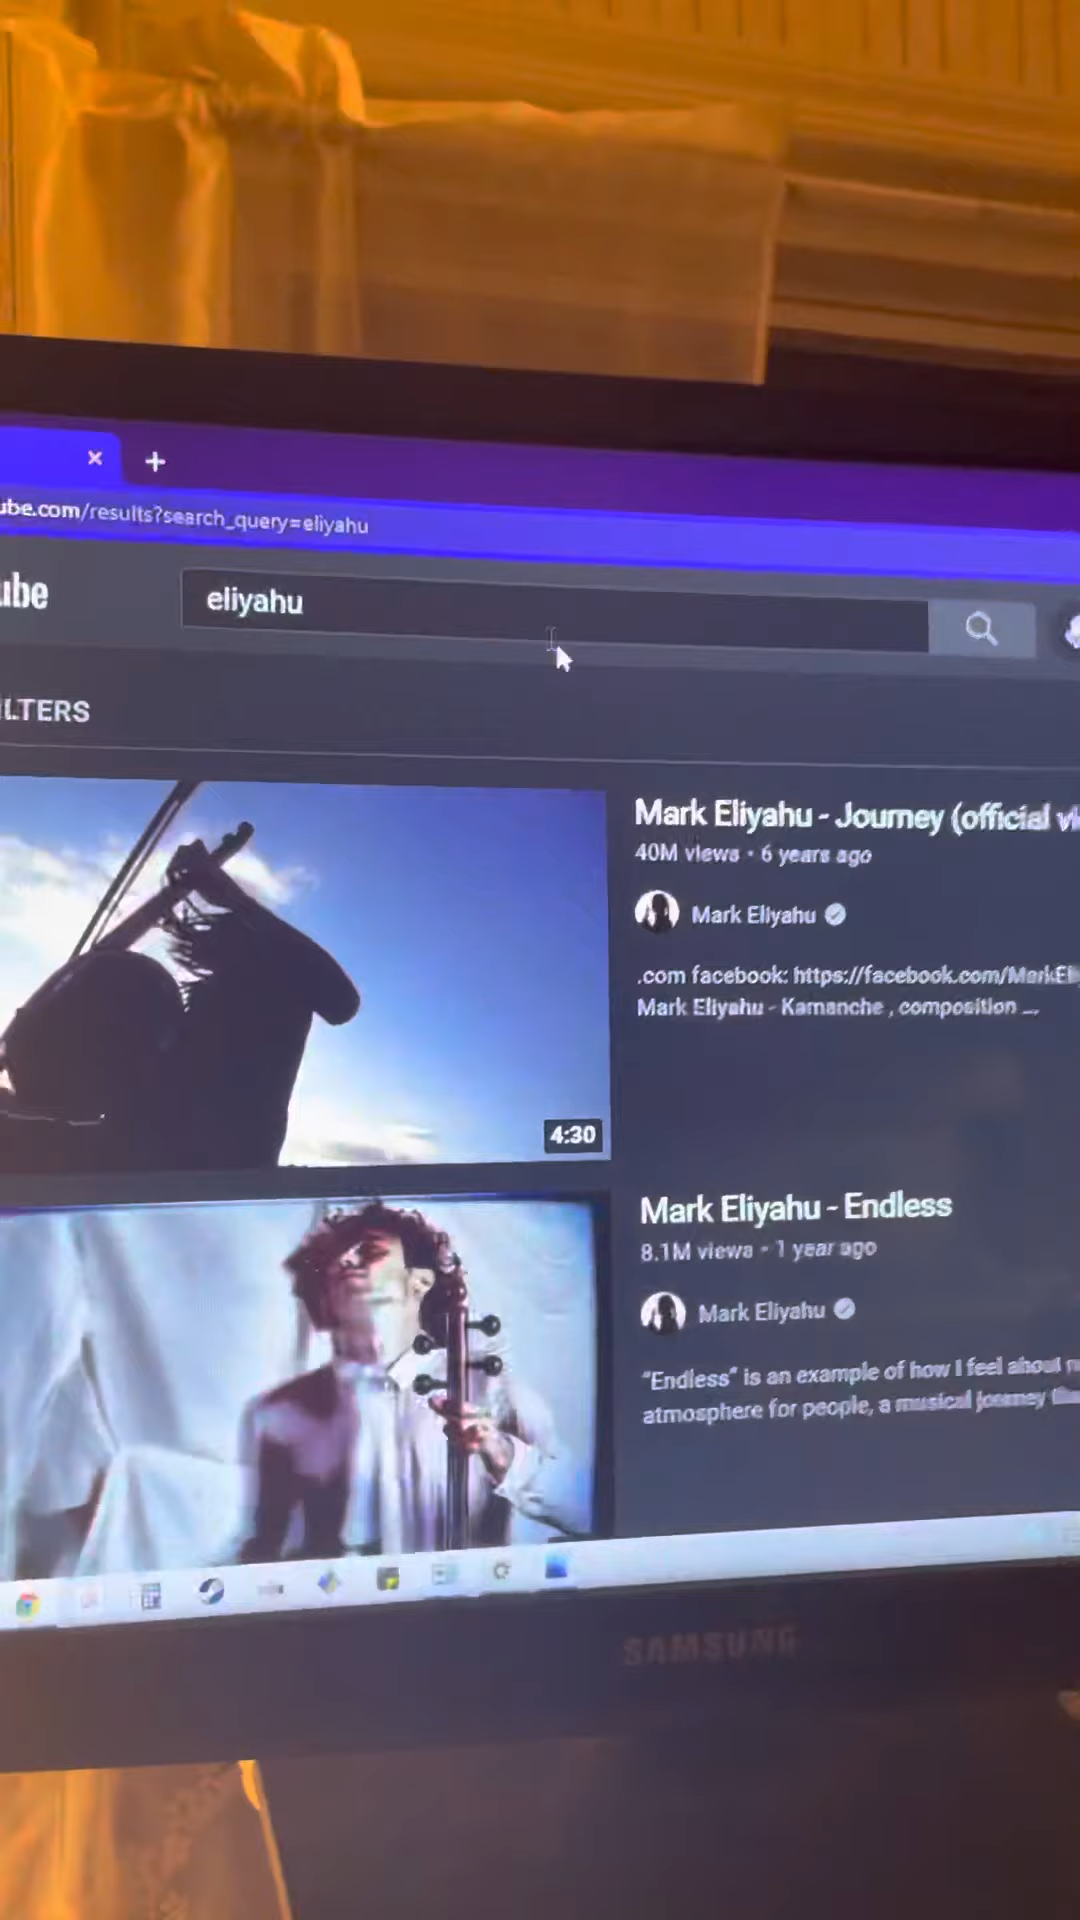 ube.com/results?search_query=eliyahu
ube
eliyahu
LTERS
Mark Eliyahu - Journey (official
40M views • 6 years ago
Mark Eliyahu
.com facebook: https://facebook.com/MarkEli
Mark Eliyahu - Kamanche , composition ...
4:30
Mark Eliyahu - Endless
8.1M views • 1 year ago
Mark Eliyahu
“Endless” is an example of how I feel about
atmosphere for people, a musical journey
SAMSUNG